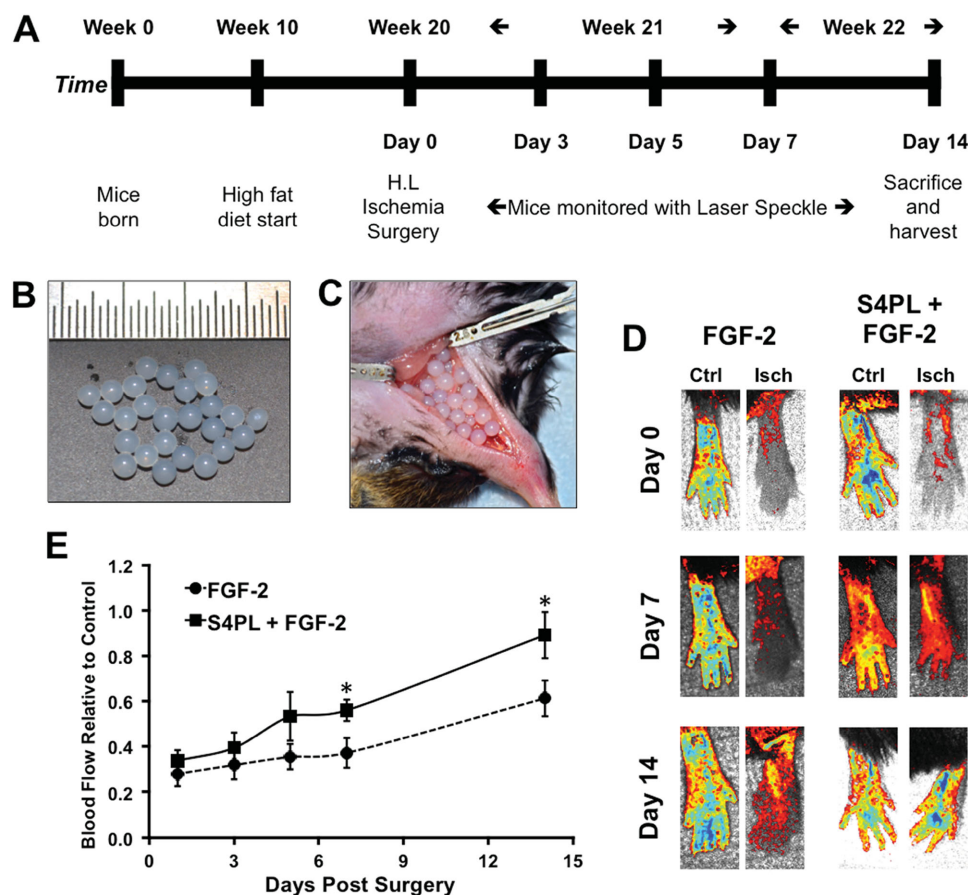 A
Week 0 Week 10 Week 20 Week 21 Week 22
Time
Day 0 Day 3 Day 5 Day 7 Day 14
Mice
born
High fat
diet start
H.L
Ischemia
Surgery
Mice monitored with Laser Speckle
Sacrifice
and
harvest
B
C
D
FGF-2
S4PL +
FGF-2
Ctrl Isch Ctrl Isch
Day 0
Day 7
Day 14
E
Blood Flow Relative to Control
1.2
1.0
0.8
0.6
0.4
0.2
0.0
FGF-2
S4PL + FGF-2
*
*
0 3 6 9 12 15
Days Post Surgery